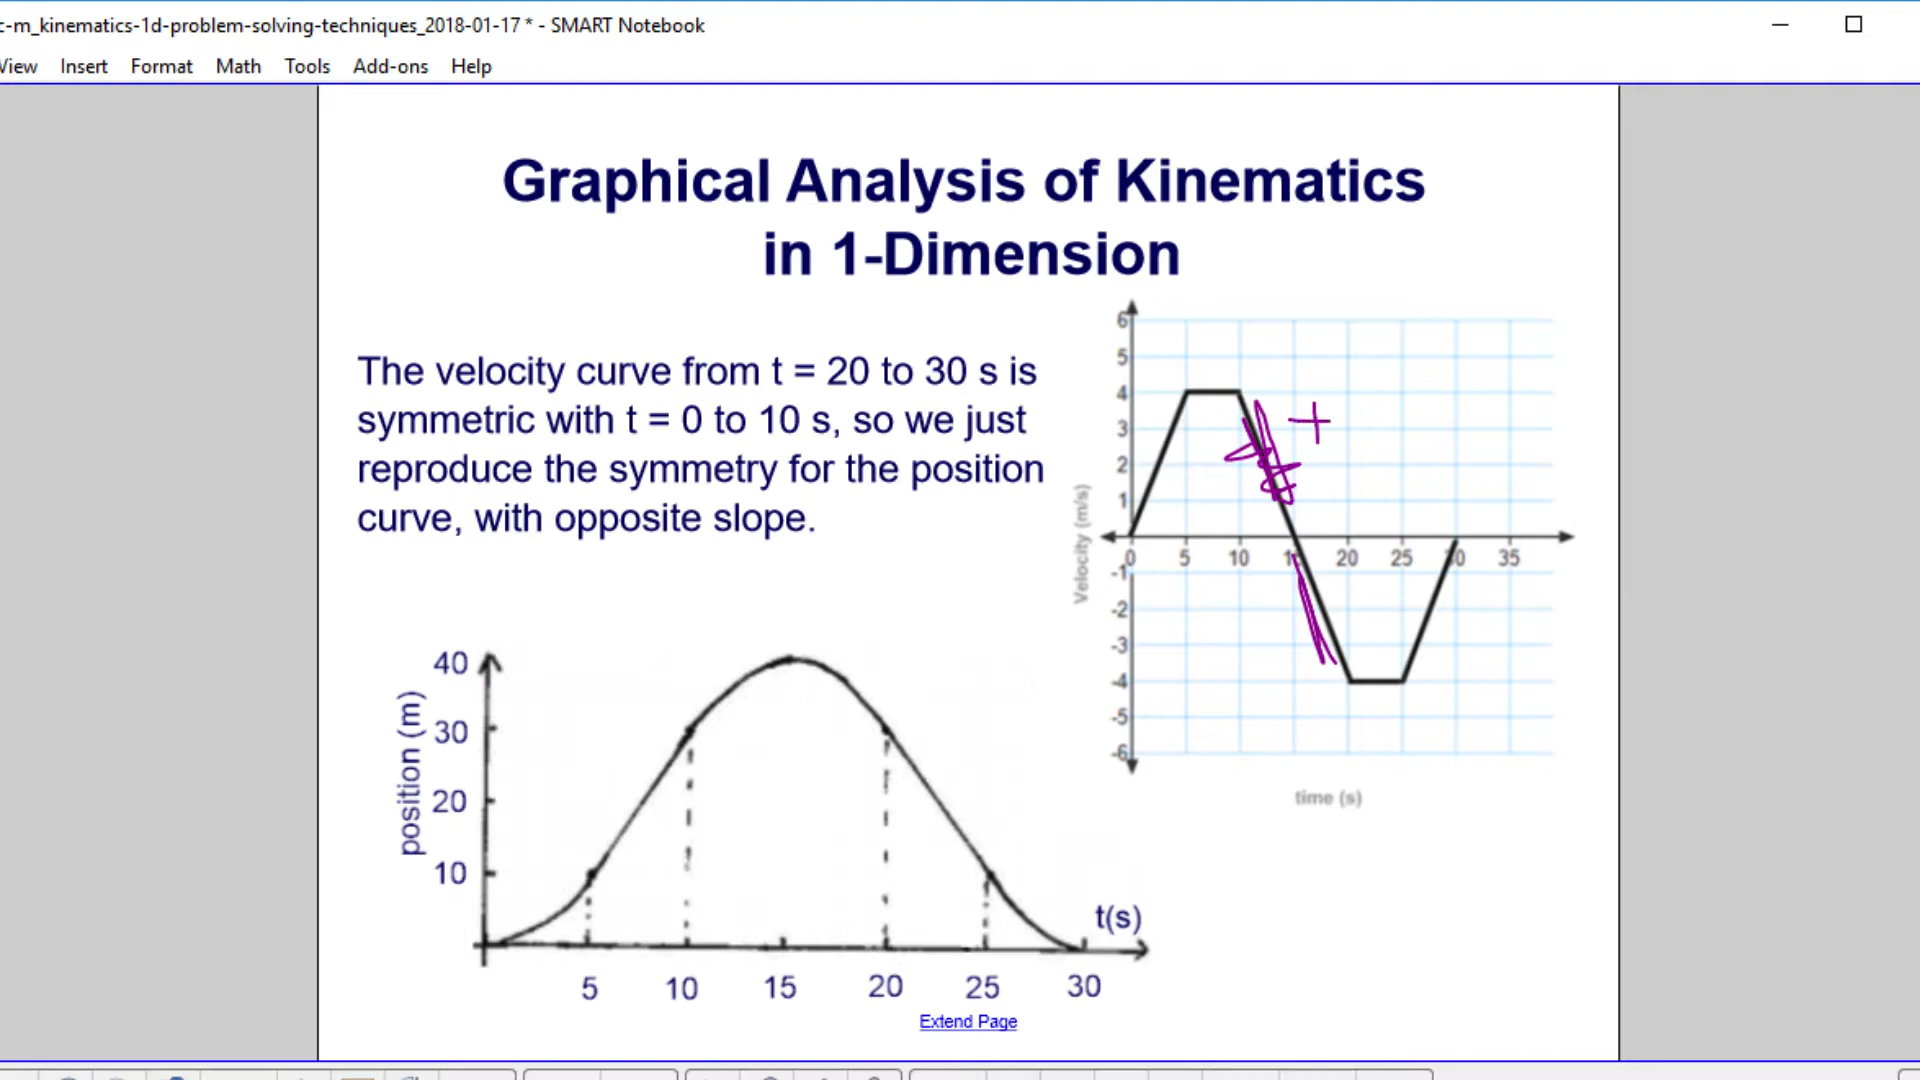 c-m_kinematics-1d-problem-solving-techniques_2018-01-17 * - SMART Notebook
View Insert Format Math Tools Add-ons Help
Graphical Analysis of Kinematics
in 1-Dimension
The velocity curve from t = 20 to 30 s is
symmetric with t = 0 to 10 s, so we just
reproduce the symmetry for the position
curve, with opposite slope.
6
5
4
3
2
1
0 5 10 20 25 30 35
-1
-2
-3
-4
-5
-6
Velocity (m/s)
time (s)
+
40
30
20
10
position (m)
t(s)
5 10 15 20 25 30
Extend Page